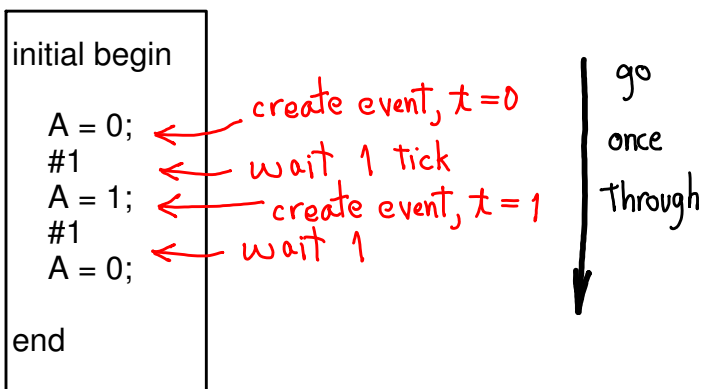 initial begin
A = 0;
#1
A = 1;
#1
A = 0;
end
create event, t = 0
wait 1 tick
create event, t = 1
wait 1
go
once
through